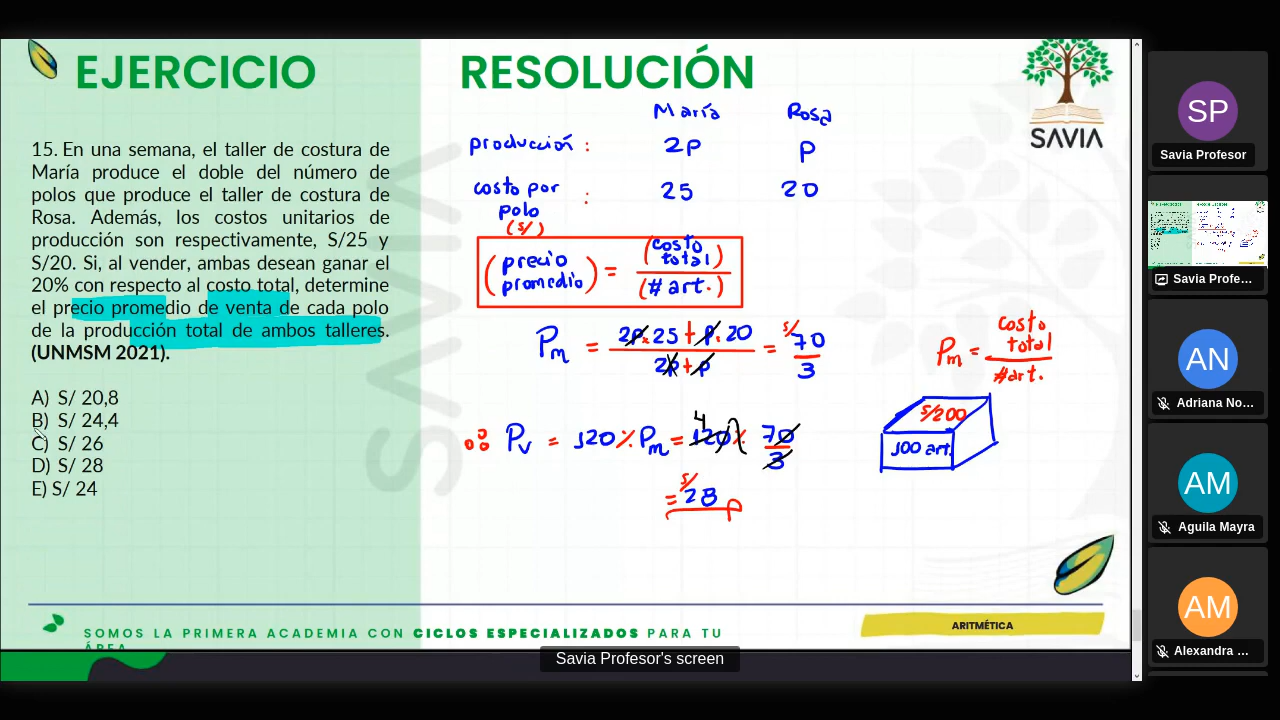 EJERCICIO
RESOLUCIÓN
SAVIA
15. En una semana, el taller de costura de
María produce el doble del número de
polos que produce el taller de costura de
Rosa. Además, los costos unitarios de
producción son respectivamente, S/25 y
S/20. Si, al vender, ambas desean ganar el
20% con respecto al costo total, determine
el precio promedio de venta de cada polo
de la producción total de ambos talleres.
(UNMSM 2021).
A) S/ 20,8
B) S/ 24,4
C) S/ 26
D) S/ 28
E) S/ 24
María Rosa
producción : 2p p
costo por polo (S/) : 25 20
(precio promedio) = (costo total) / (# art.)
Pm = 2p.25 + p.20 / 2p + p = S/ 70 / 3
Pm = costo total / #art.
S/200
100 art.
∴ Pv = 120 % Pm = 120 % 70 / 3
4
= S/ 28
SAVIA
SOMOS LA PRIMERA ACADEMIA CON CICLOS ESPECIALIZADOS PARA TU
ÁREA
ARITMÉTICA
Savia Profesor's screen
SP
Savia Profesor
Savia Profe...
AN
Adriana No...
AM
Aguila Mayra
AM
Alexandra ...